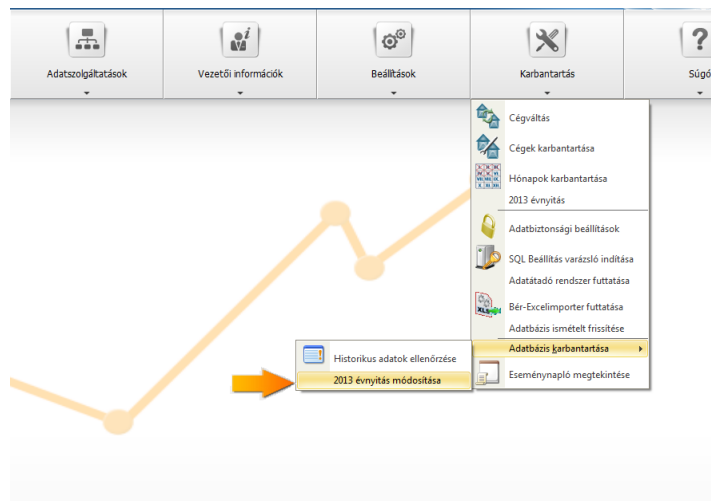 Adatszolgáltatások
Vezetői információk
Beállítások
Karbantartás
Súgó
Cégváltás
Cégek karbantartása
Hónapok karbantartása
2013 évnyitás
Adatbiztonsági beállítások
SQL Beállítás varázsló indítása
Adatátadó rendszer futtatása
Bér-Excelimporter futtatása
Adatbázis ismételt frissítése
Adatbázis karbantartása
Eseménynapló megtekintése
Historikus adatok ellenőrzése
2013 évnyitás módosítása